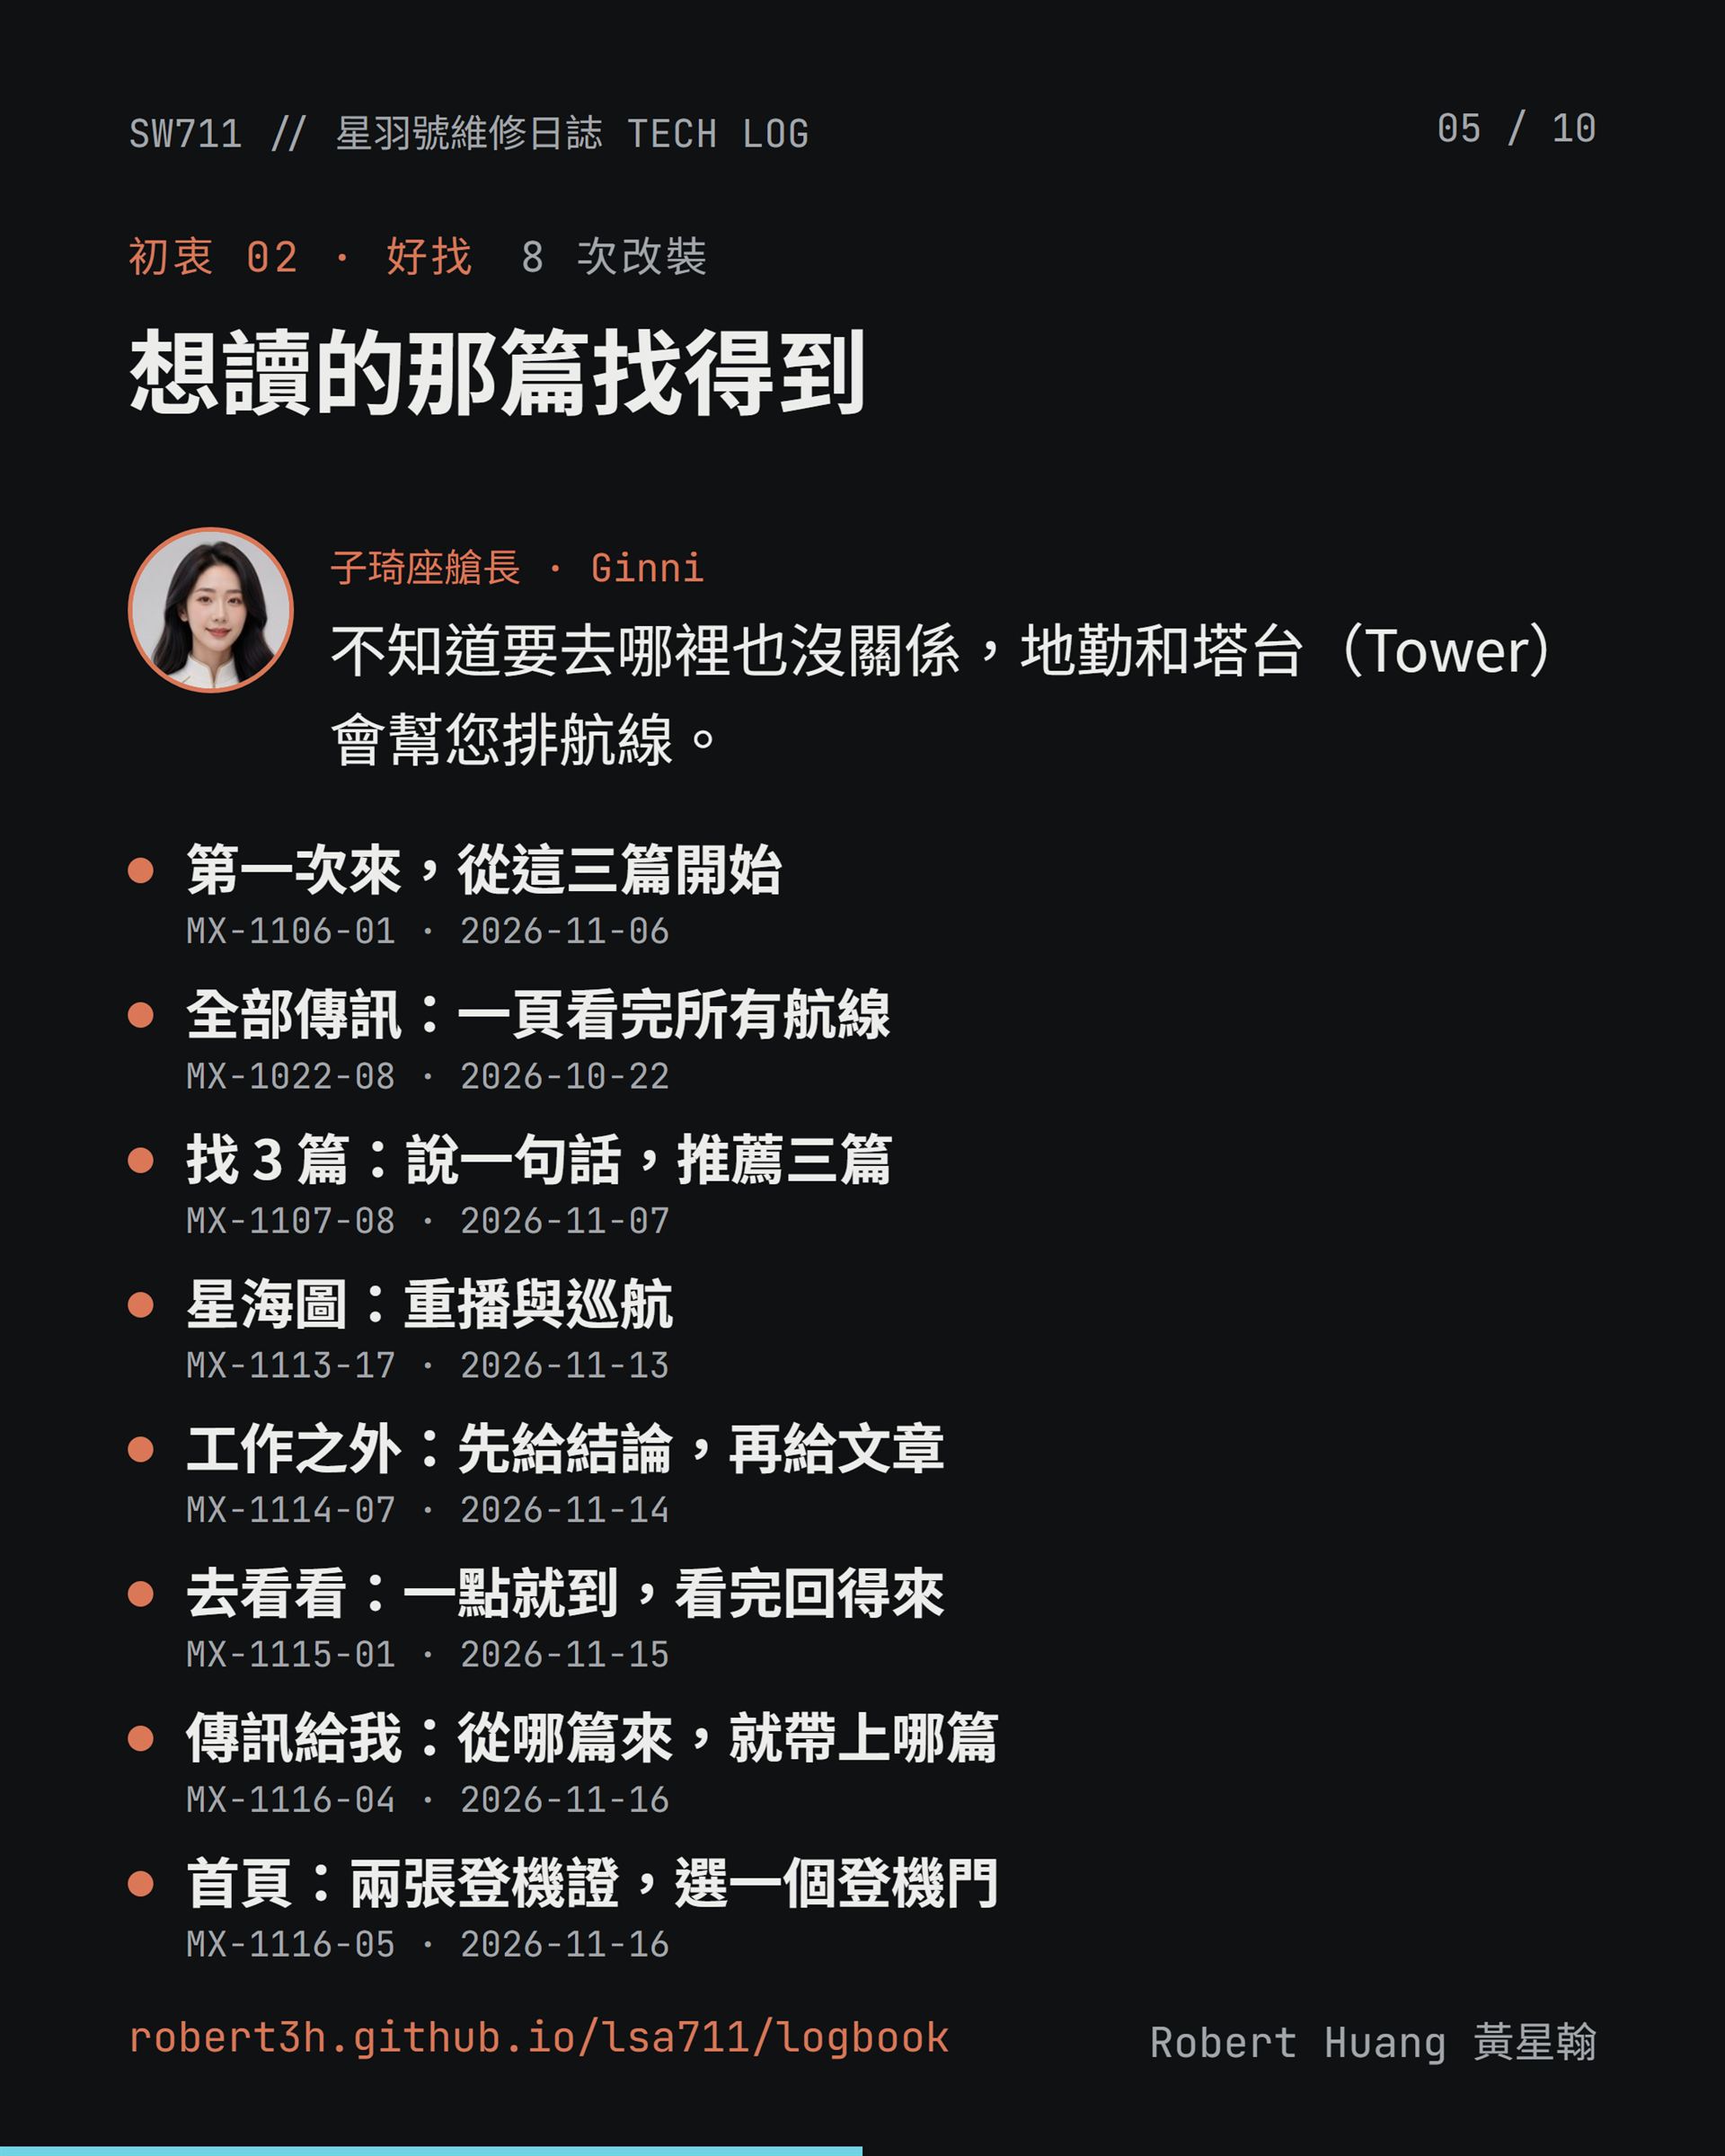 SW711 // 星羽號維修日誌 TECH LOG
05 / 10
初衷 02 · 好找 8 次改裝
想讀的那篇找得到
子琦座艙長 · Ginni
不知道要去哪裡也沒關係，地勤和塔台（Tower）
會幫您排航線。
第一次來，從這三篇開始
MX-1106-01 · 2026-11-06
全部傳訊：一頁看完所有航線
MX-1022-08 · 2026-10-22
找 3 篇：說一句話，推薦三篇
MX-1107-08 · 2026-11-07
星海圖：重播與巡航
MX-1113-17 · 2026-11-13
工作之外：先給結論，再給文章
MX-1114-07 · 2026-11-14
去看看：一點就到，看完回得來
MX-1115-01 · 2026-11-15
傳訊給我：從哪篇來，就帶上哪篇
MX-1116-04 · 2026-11-16
首頁：兩張登機證，選一個登機門
MX-1116-05 · 2026-11-16
robert3h.github.io/lsa711/logbook
Robert Huang 黃星翰